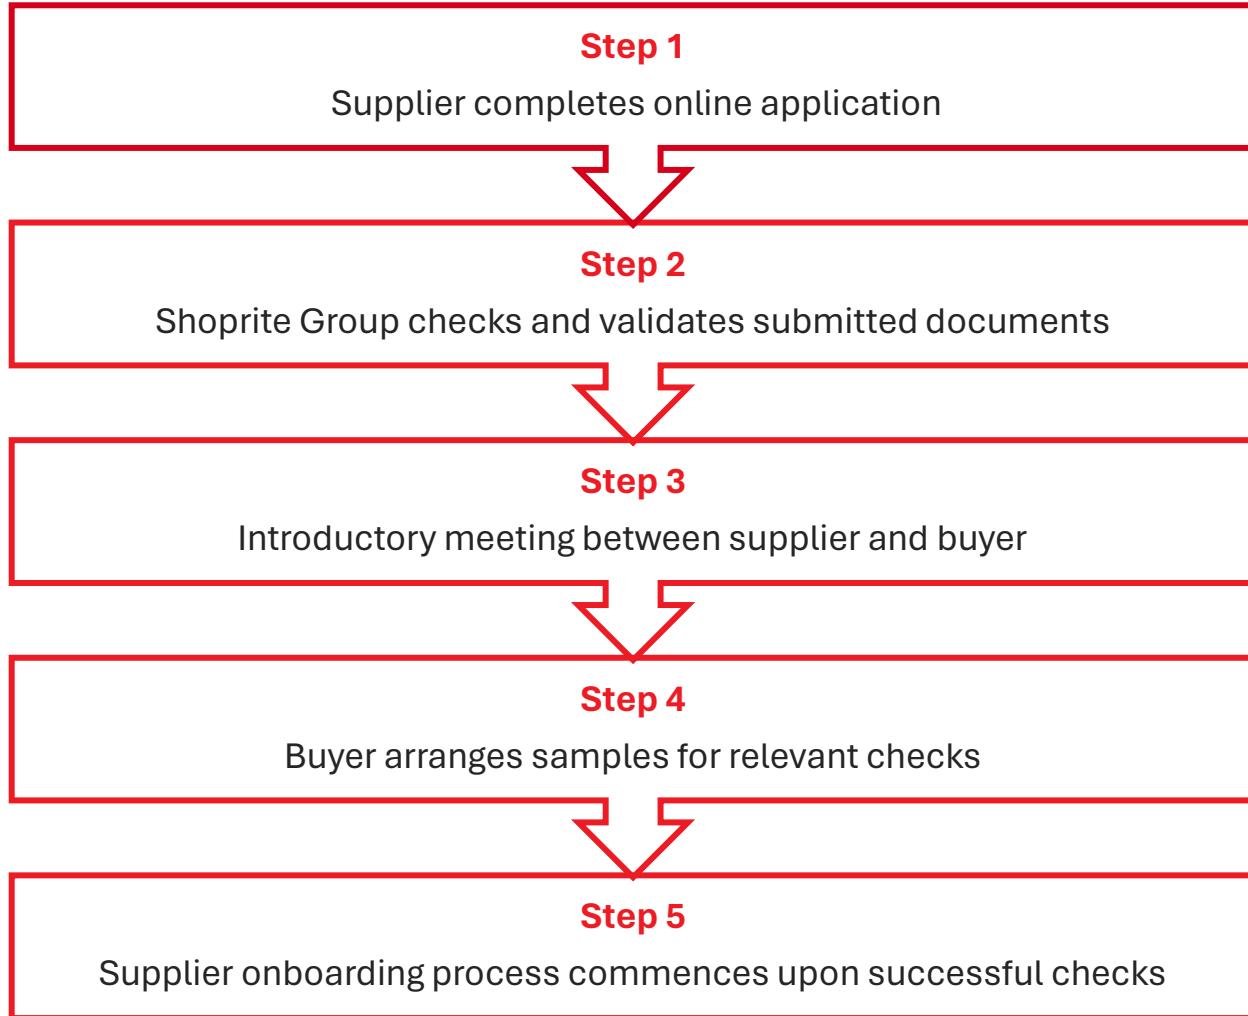 Step 1
Supplier completes online application
Step 2
Shoprite Group checks and validates submitted documents
Step 3
Introductory meeting between supplier and buyer
Step 4
Buyer arranges samples for relevant checks
Step 5
Supplier onboarding process commences upon successful checks